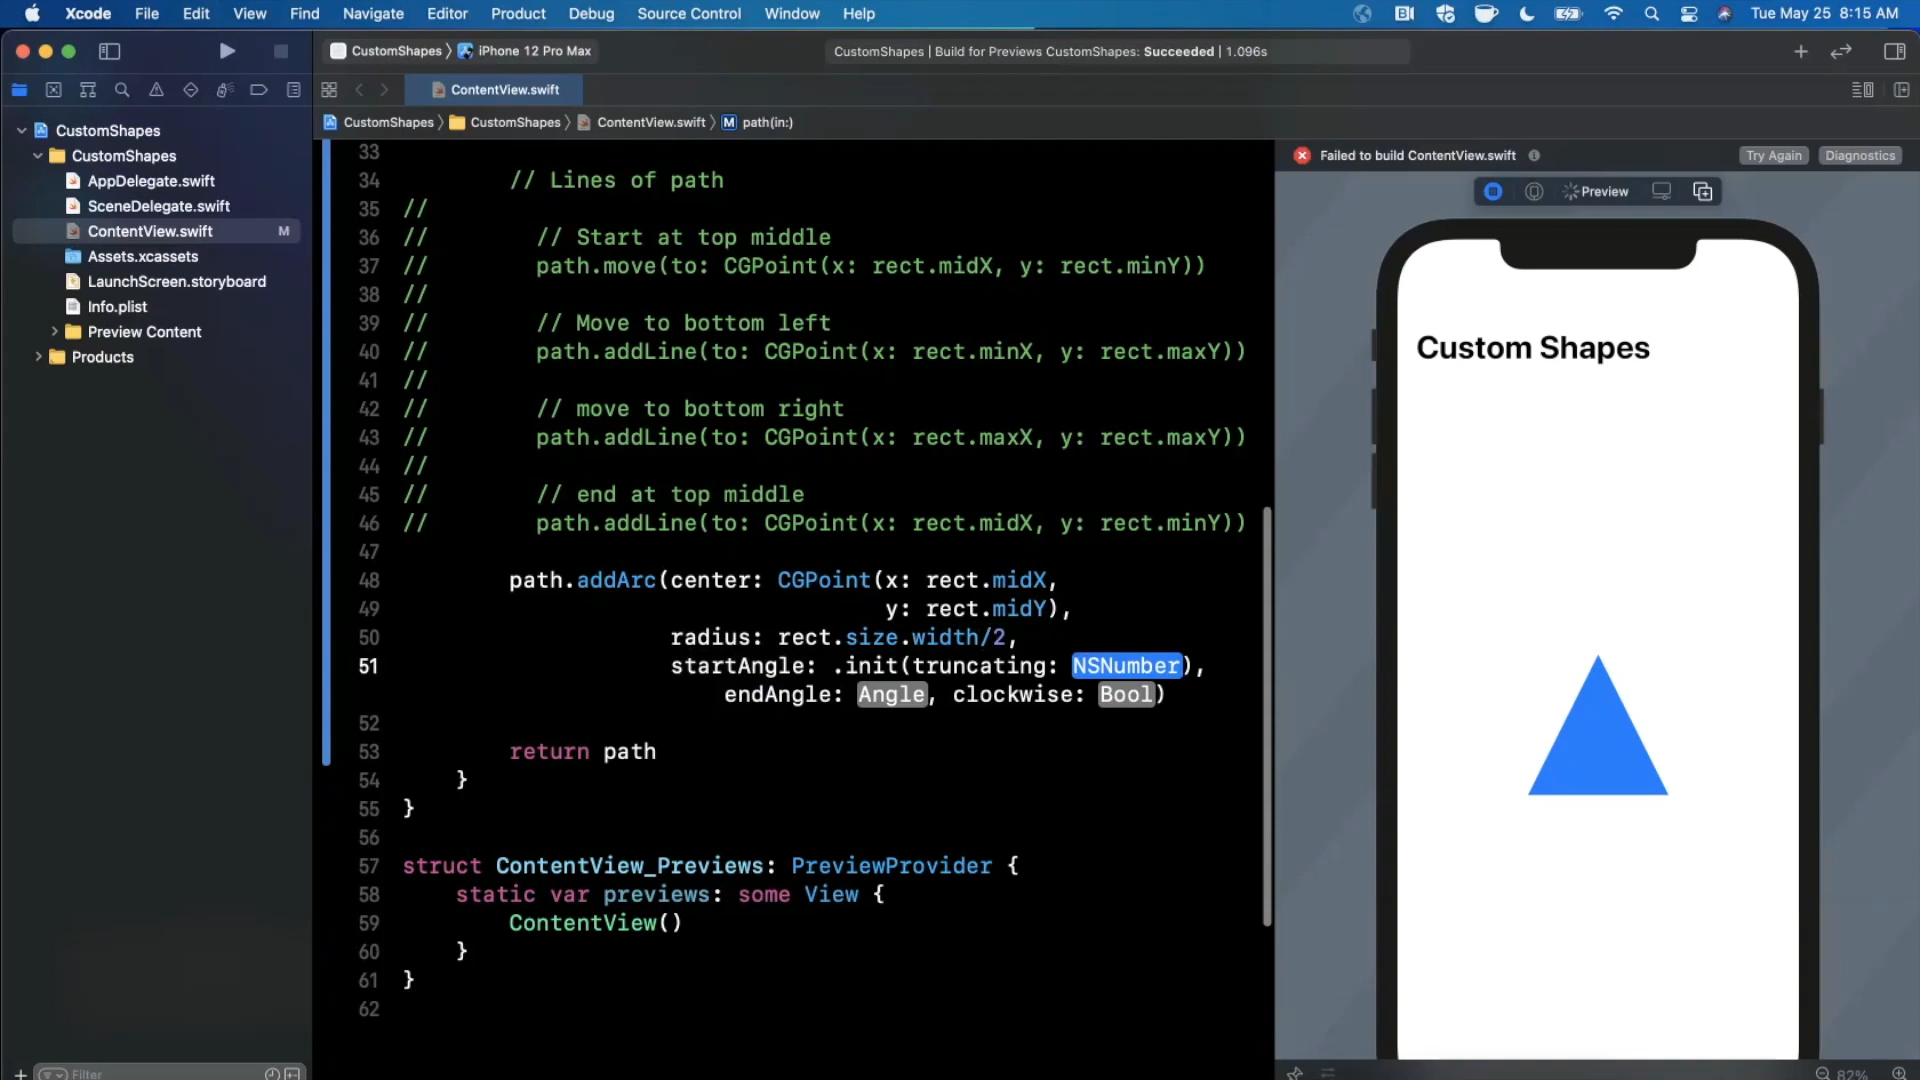 Xcode File Edit View Find Navigate Editor Product Debug Source Control Window Help Tue May 25 8:15 AM
CustomShapes iPhone 12 Pro Max CustomShapes | Build for Previews CustomShapes: Succeeded | 1.096s
ContentView.swift
CustomShapes CustomShapes ContentView.swift M path(in:)
CustomShapes
CustomShapes
AppDelegate.swift
SceneDelegate.swift
ContentView.swift M
Assets.xcassets
LaunchScreen.storyboard
Info.plist
Preview Content
Products
Filter
33
34 // Lines of path
35 //
36 // // Start at top middle
37 // path.move(to: CGPoint(x: rect.midX, y: rect.minY))
38 //
39 // // Move to bottom left
40 // path.addLine(to: CGPoint(x: rect.minX, y: rect.maxY))
41 //
42 // // move to bottom right
43 // path.addLine(to: CGPoint(x: rect.maxX, y: rect.maxY))
44 //
45 // // end at top middle
46 // path.addLine(to: CGPoint(x: rect.midX, y: rect.minY))
47
48 path.addArc(center: CGPoint(x: rect.midX,
49 y: rect.midY),
50 radius: rect.size.width/2,
51 startAngle: .init(truncating: NSNumber),
endAngle: Angle, clockwise: Bool)
52
53 return path
54 }
55 }
56
57 struct ContentView_Previews: PreviewProvider {
58 static var previews: some View {
59 ContentView()
60 }
61 }
62
Failed to build ContentView.swift Try Again Diagnostics
Preview
Custom Shapes
82%